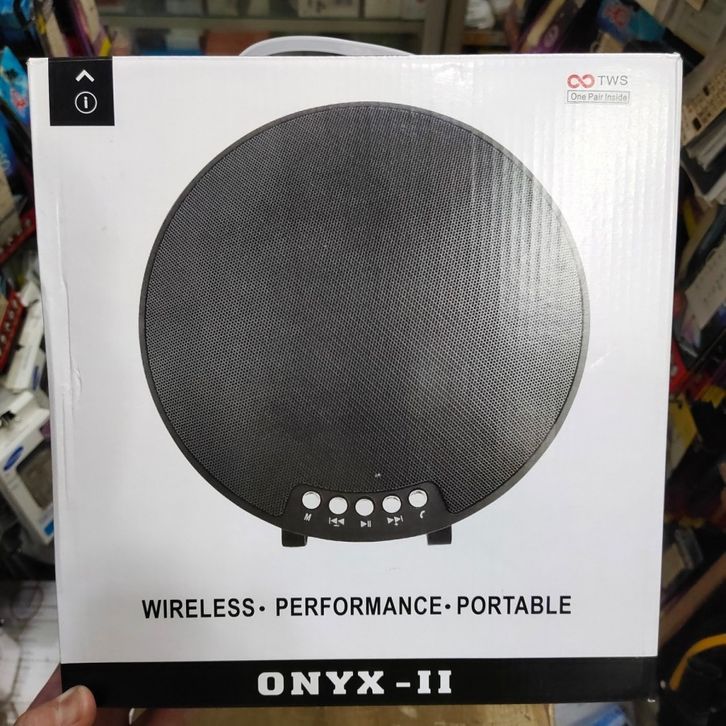 TWS
One Pair Inside
M
WIRELESS • PERFORMANCE • PORTABLE
ONYX-II